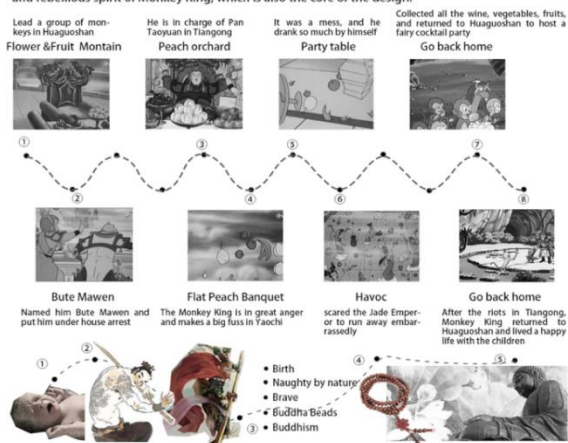 and rebellious spirit of Monkey King, which is also the core of the design.
Lead a group of mon-
keys in Huaguoshan
Flower &Fruit Montain
He is in charge of Pan
Taoyuan in Tiangong
Peach orchard
It was a mess, and he
drank so much by himself
Party table
Collected all the wine, vegetables, fruits,
and returned to Huaguoshan to host a
fairy cocktail party
Go back home
①
③
⑤
⑦
②
④
⑥
⑧
Bute Mawen
Named him Bute Mawen and
put him under house arrest
Flat Peach Banquet
The Monkey King is in great anger
and makes a big fuss in Yaochi
Havoc
scared the Jade Emper-
or to run away embar-
rassedly
Go back home
After the riots in Tiangong,
Monkey King returned to
Huaguoshan and lived a happy
life with the children
①
②
• Birth
• Naughty by nature
• Brave
• Buddha Beads
• Buddhism
③
④
⑤